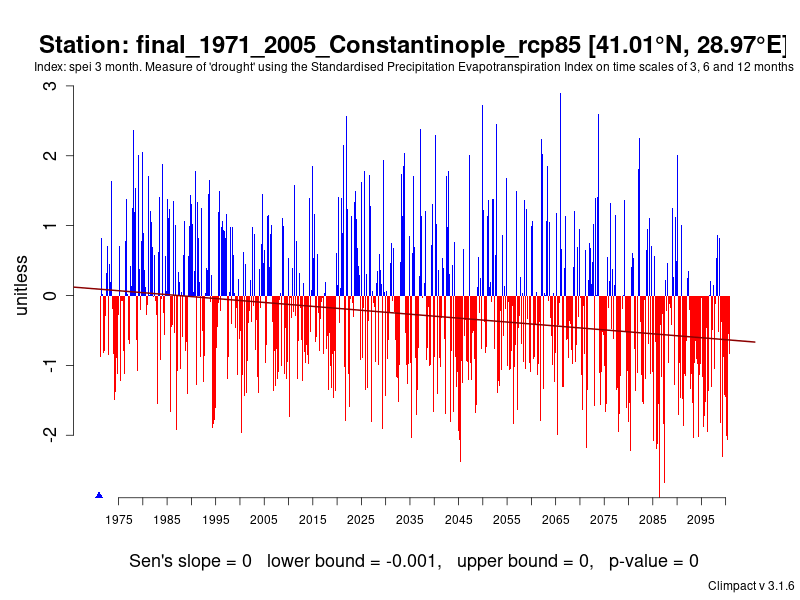 Station: final_1971_2005_Constantinople_rcp85 [41.01°N, 28.97°E]
Index: spei 3 month. Measure of 'drought' using the Standardised Precipitation Evapotranspiration Index on time scales of 3, 6 and 12 months
3
2
1
0
-1
-2
unitless
1975 1985 1995 2005 2015 2025 2035 2045 2055 2065 2075 2085 2095
Sen's slope = 0 lower bound = -0.001, upper bound = 0, p-value = 0
Climpact v 3.1.6